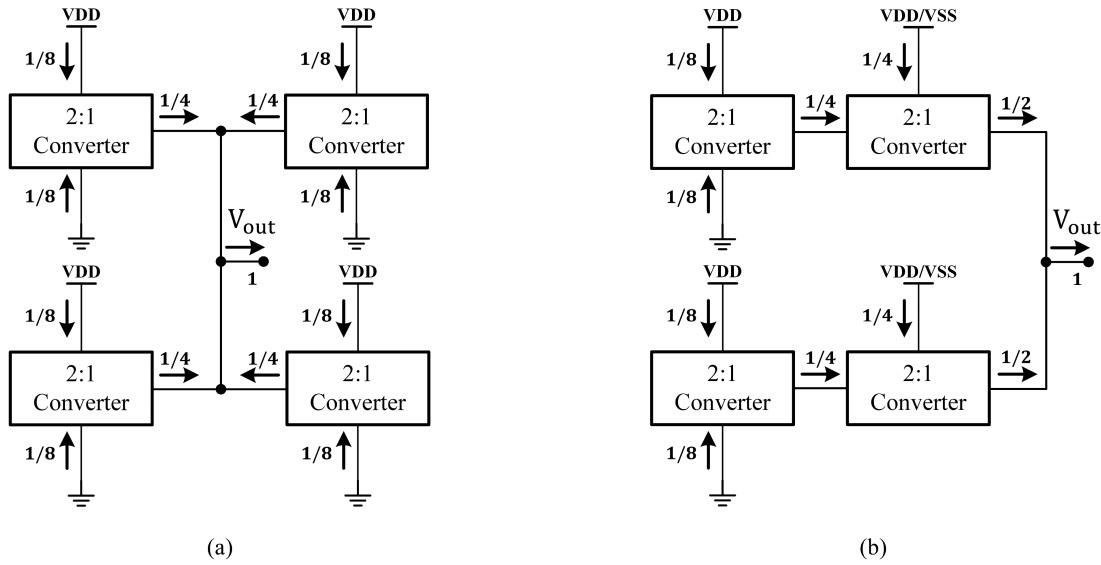 VDD
VDD
VDD
VDD/VSS
1/8
1/8
1/8
1/4
2:1
Converter
1/4
1/4
2:1
Converter
2:1
Converter
1/4
2:1
Converter
1/2
1/8
1/8
1/8
Vout
1
Vout
1
VDD
VDD
VDD
VDD/VSS
1/8
1/8
1/8
1/4
2:1
Converter
1/4
1/4
2:1
Converter
2:1
Converter
1/4
2:1
Converter
1/2
1/8
1/8
1/8
(a)
(b)